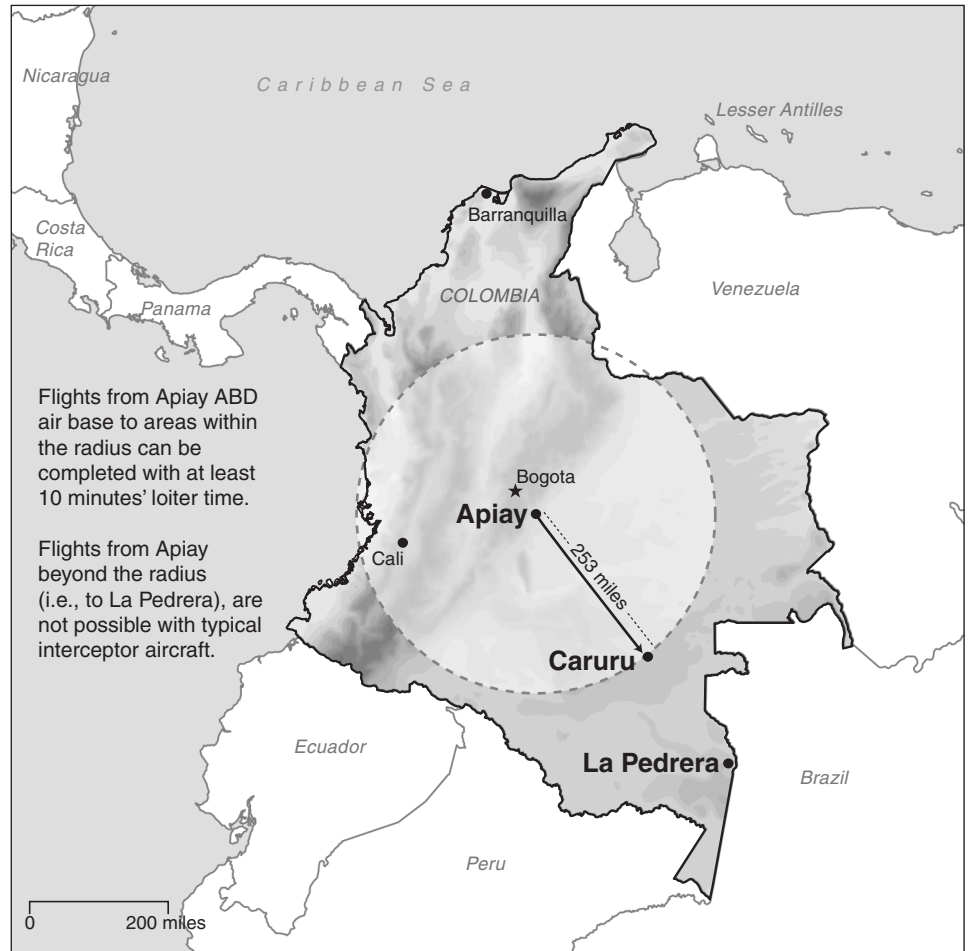 Nicaragua
Caribbean Sea
Lesser Antilles
Barranquilla
Costa
Rica
Panama
COLOMBIA
Venezuela
Flights from Apiay ABD
air base to areas within
the radius can be
completed with at least
10 minutes’ loiter time.
Flights from Apiay
beyond the radius
(i.e., to La Pedrera), are
not possible with typical
interceptor aircraft.
Bogota
Apiay
Cali
253 miles
Caruru
Ecuador
La Pedrera
Brazil
Peru
0
200 miles